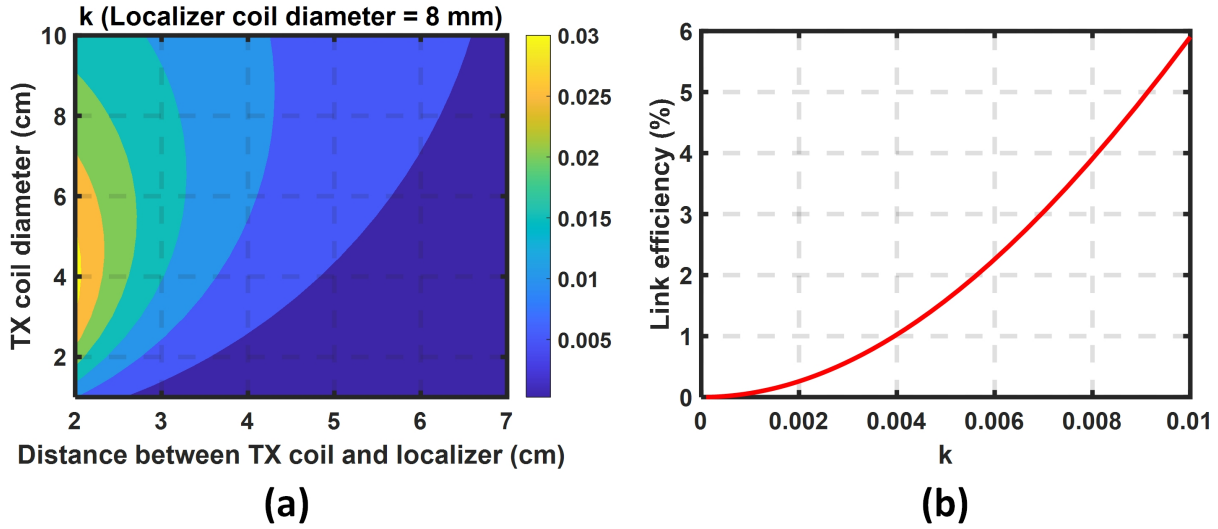 k (Localizer coil diameter = 8 mm)
TX coil diameter (cm)
10
8
6
4
2
2 3 4 5 6 7
Distance between TX coil and localizer (cm)
0.03
0.025
0.02
0.015
0.010
0.005
(a)
Link efficiency (%)
6
5
4
3
2
1
0
0 0.002 0.004 0.006 0.008 0.01
k
(b)